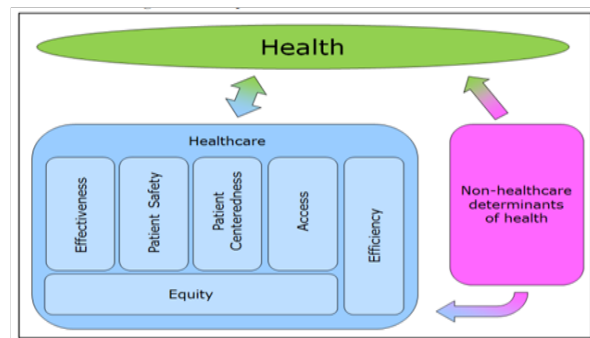 Health
Healthcare
Effectiveness
Patient Safety
Patient
Centeredness
Access
Efficiency
Equity
Non-healthcare
determinants
of health